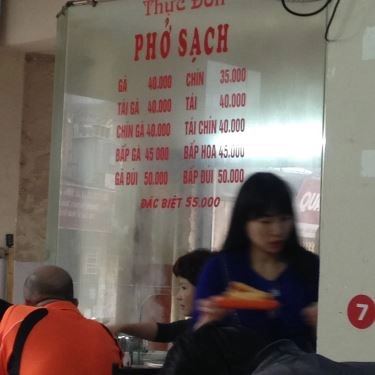 Thực Đơn
PHỞ SẠCH
GÀ 40.000 CHÍN 35.000
TÁI GÀ 40.000 TÁI 40.000
CHÍN GÀ 40.000 TÁI CHÍN 40.000
BẮP GÀ 45 000 BẮP HOA 45.000
GÀ ĐÙI 50.000 BẮP ĐÙI 50.000
ĐẶC BIỆT 55.000
7